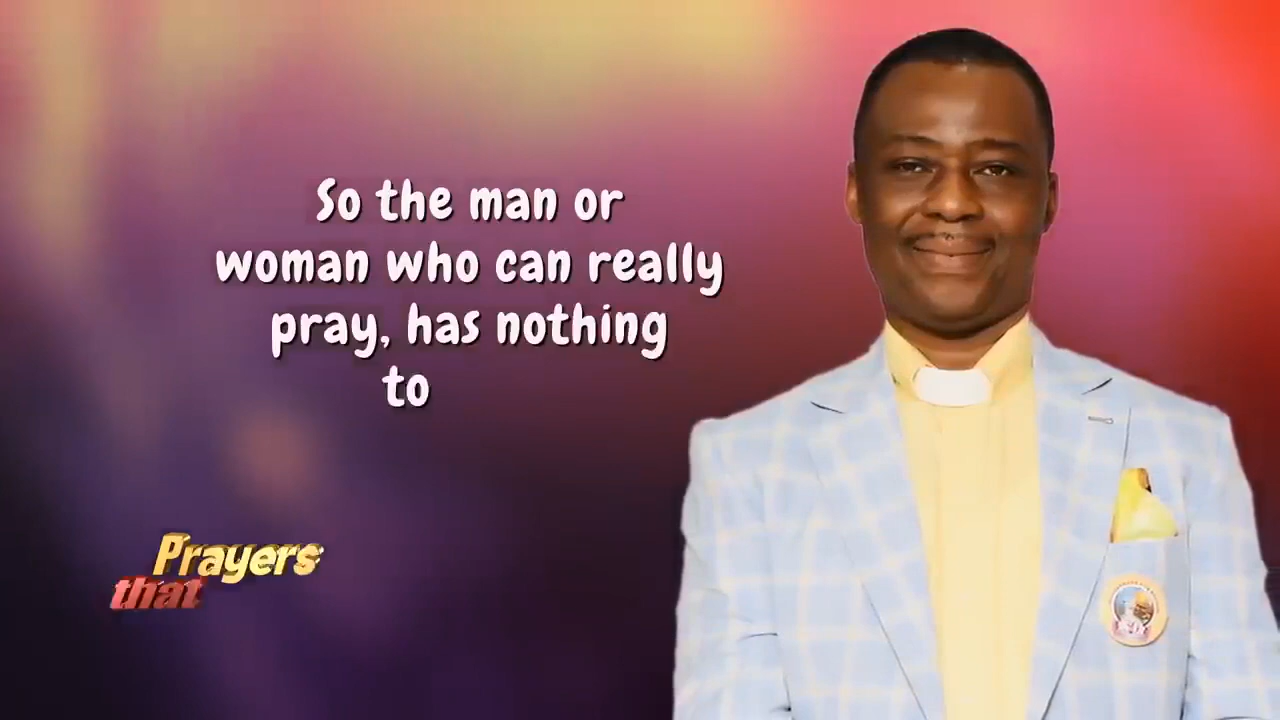 So the man or
woman who can really
pray, has nothing
to
Prayers
that